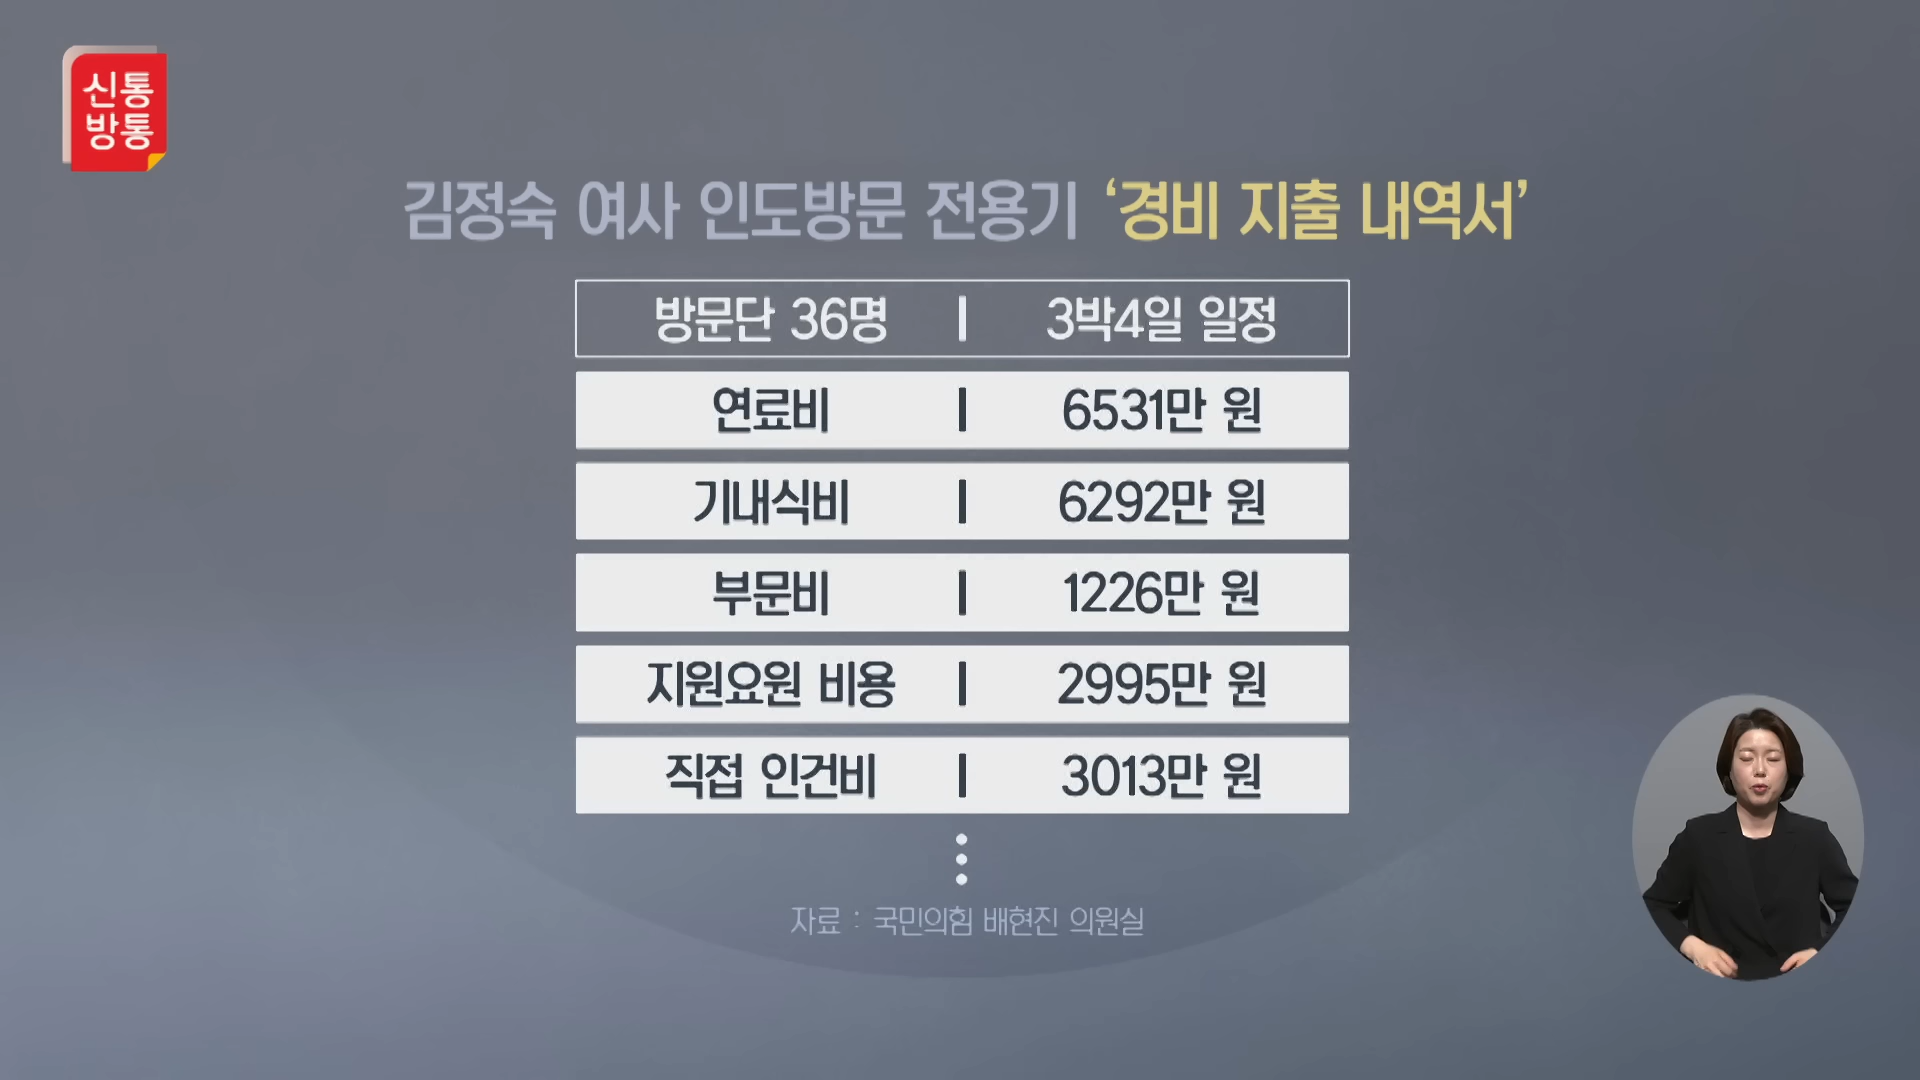 신통
방통
김정숙 여사 인도방문 전용기 ‘경비 지출 내역서’
방문단 36명 | 3박4일 일정
연료비 | 6531만 원
기내식비 | 6292만 원
부문비 | 1226만 원
지원요원 비용 | 2995만 원
직접 인건비 | 3013만 원
자료 : 국민의힘 배현진 의원실